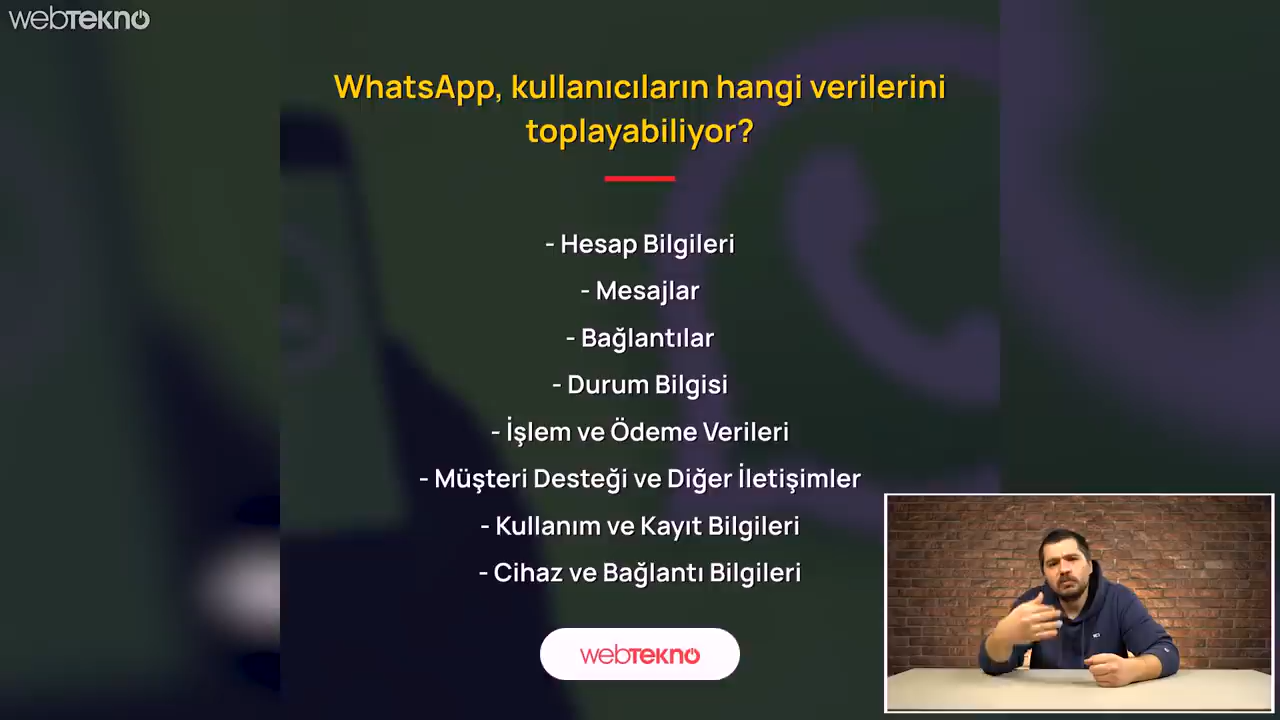 webTEKNO
WhatsApp, kullanıcıların hangi verilerini
toplayabiliyor?
- Hesap Bilgileri
- Mesajlar
- Bağlantılar
- Durum Bilgisi
- İşlem ve Ödeme Verileri
- Müşteri Desteği ve Diğer İletişimler
- Kullanım ve Kayıt Bilgileri
- Cihaz ve Bağlantı Bilgileri
webTEKNO